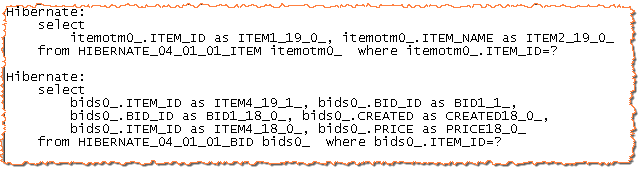 Hibernate:
    select
        itemotm0_.ITEM_ID as ITEM1_19_0_, itemotm0_.ITEM_NAME as ITEM2_19_0_
    from HIBERNATE_04_01_01_ITEM itemotm0_  where itemotm0_.ITEM_ID=?
Hibernate:
    select
        bids0_.ITEM_ID as ITEM4_19_1_, bids0_.BID_ID as BID1_1_,
        bids0_.BID_ID as BID1_18_0_, bids0_.CREATED as CREATED18_0_,
        bids0_.ITEM_ID as ITEM4_18_0_, bids0_.PRICE as PRICE18_0_
    from HIBERNATE_04_01_01_BID bids0_  where bids0_.ITEM_ID=?